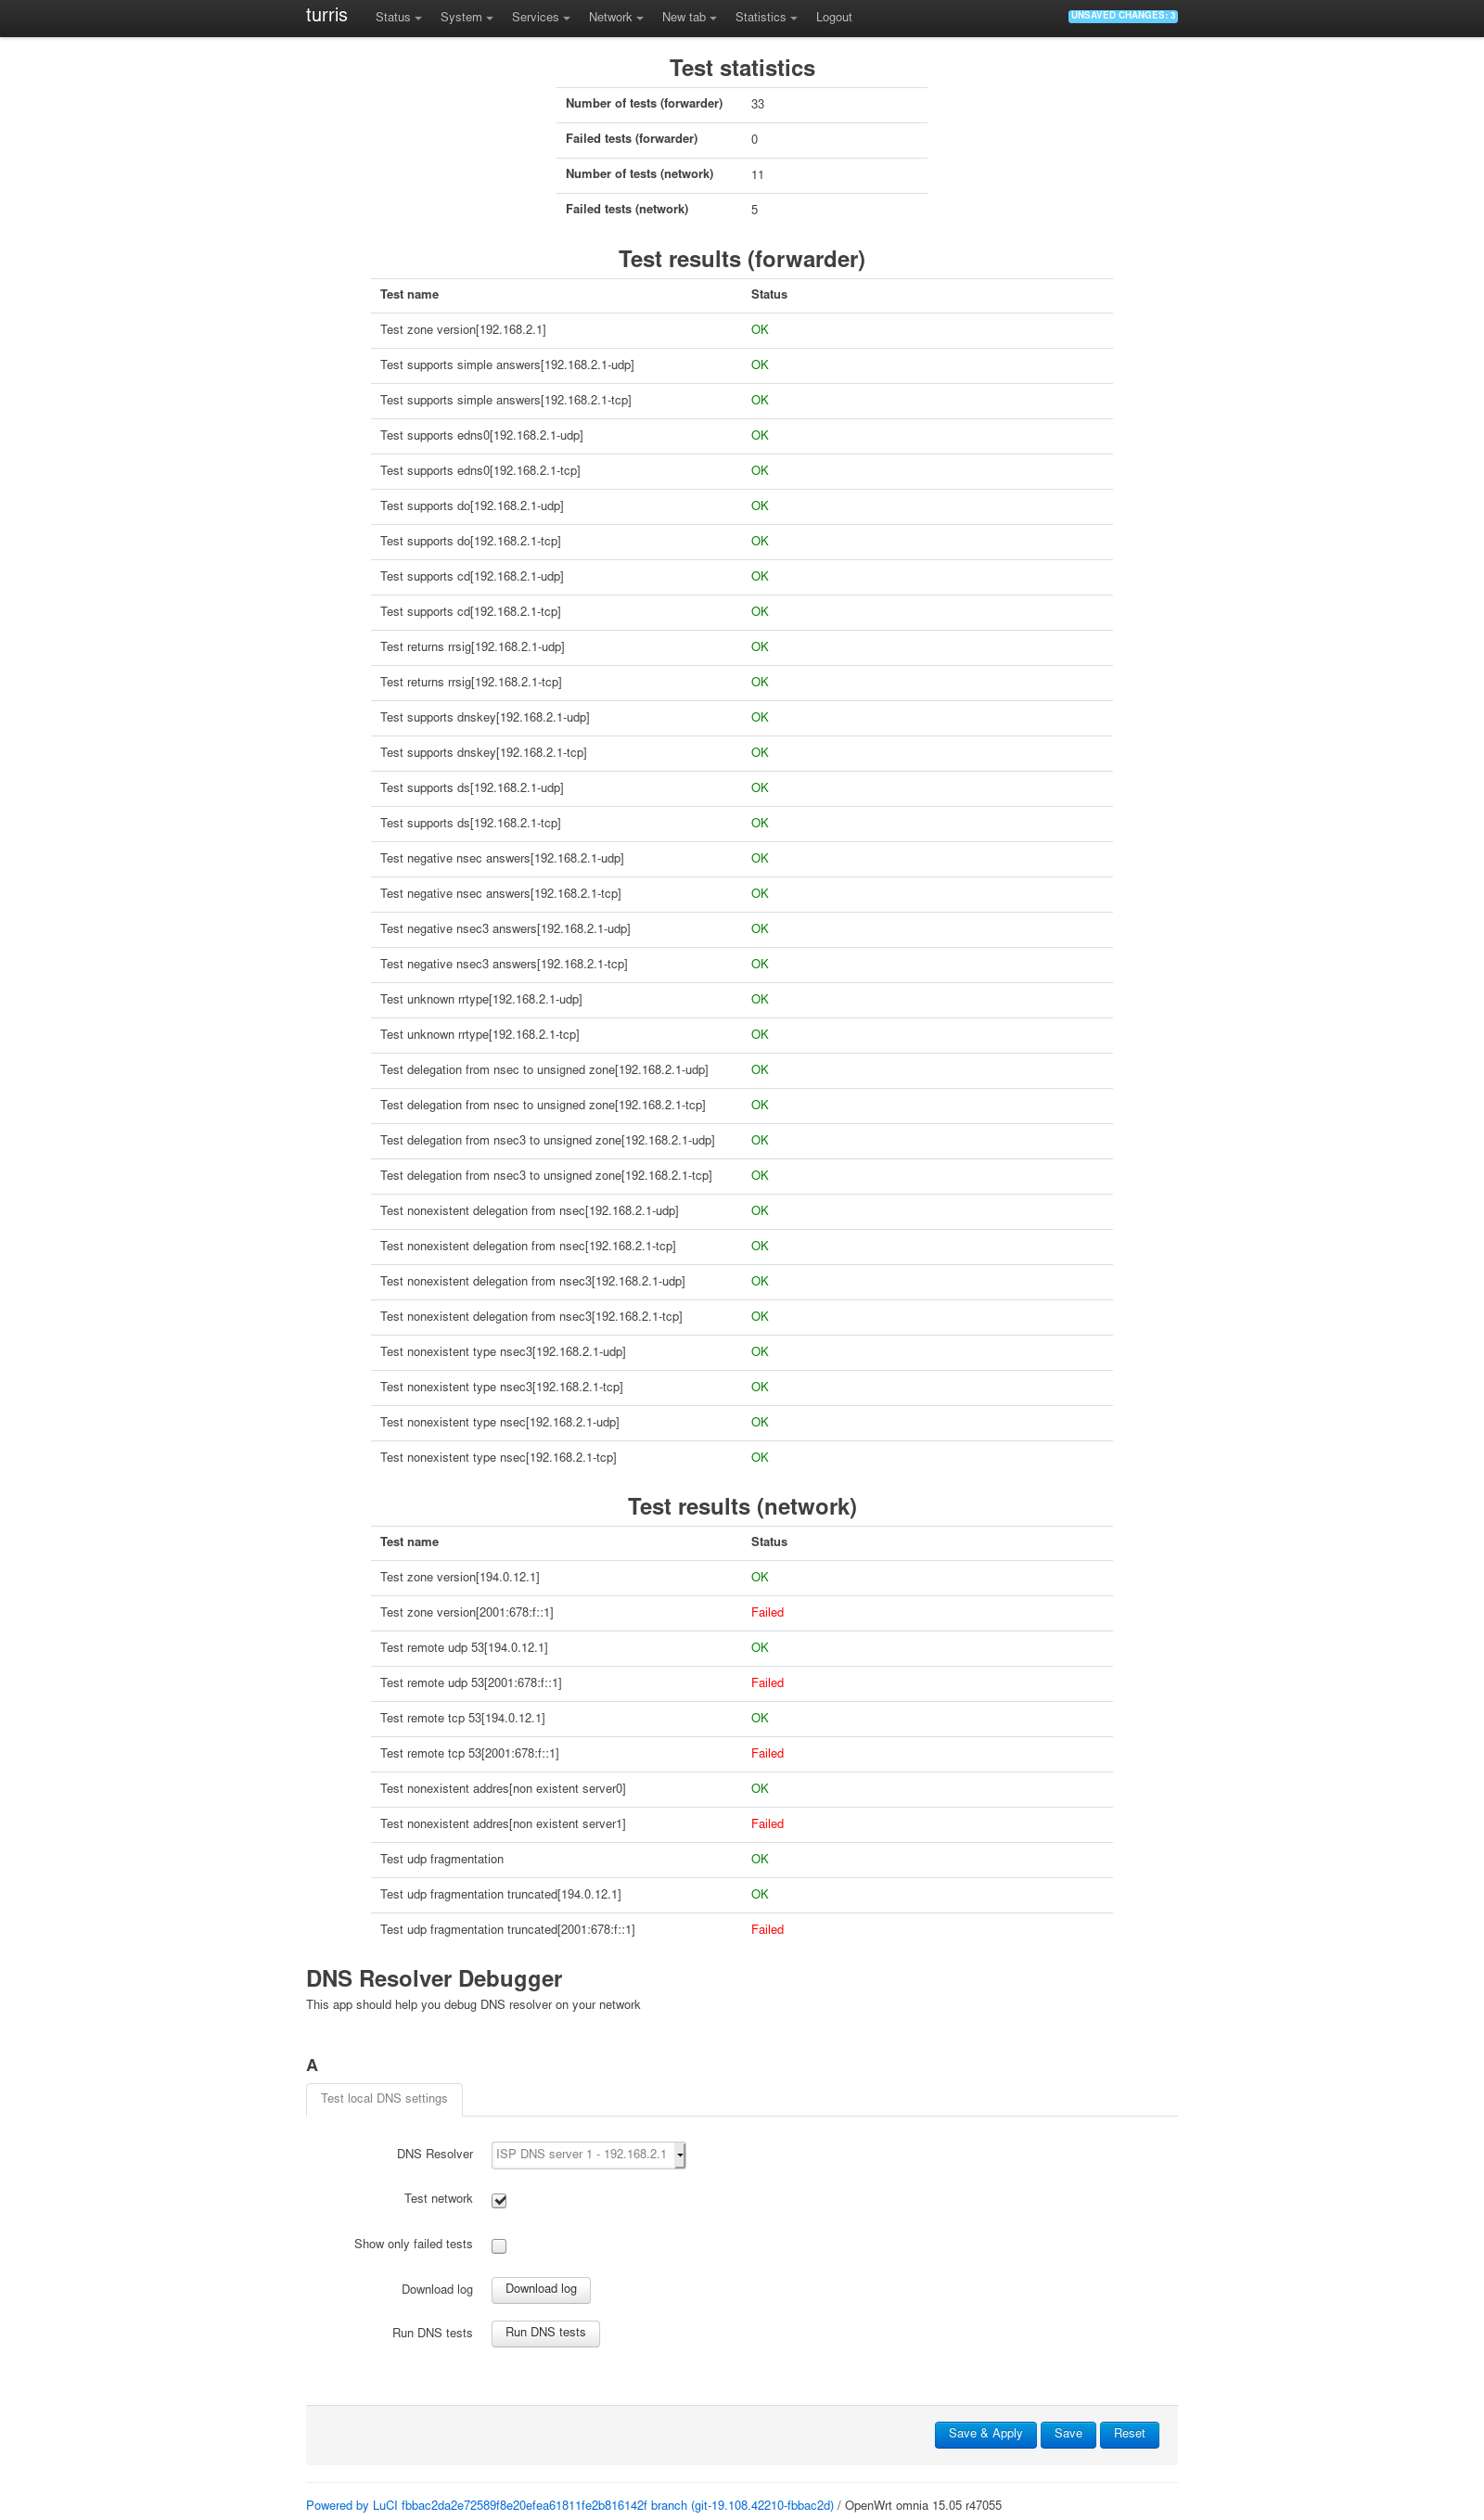 turris Status System Services Network New tab Statistics Logout UNSAVED CHANGES: 3
Test statistics
Number of tests (forwarder) 33
Failed tests (forwarder) 0
Number of tests (network) 11
Failed tests (network) 5
Test results (forwarder)
Test name Status
Test zone version[192.168.2.1] OK
Test supports simple answers[192.168.2.1-udp] OK
Test supports simple answers[192.168.2.1-tcp] OK
Test supports edns0[192.168.2.1-udp] OK
Test supports edns0[192.168.2.1-tcp] OK
Test supports do[192.168.2.1-udp] OK
Test supports do[192.168.2.1-tcp] OK
Test supports cd[192.168.2.1-udp] OK
Test supports cd[192.168.2.1-tcp] OK
Test returns rrsig[192.168.2.1-udp] OK
Test returns rrsig[192.168.2.1-tcp] OK
Test supports dnskey[192.168.2.1-udp] OK
Test supports dnskey[192.168.2.1-tcp] OK
Test supports ds[192.168.2.1-udp] OK
Test supports ds[192.168.2.1-tcp] OK
Test negative nsec answers[192.168.2.1-udp] OK
Test negative nsec answers[192.168.2.1-tcp] OK
Test negative nsec3 answers[192.168.2.1-udp] OK
Test negative nsec3 answers[192.168.2.1-tcp] OK
Test unknown rrtype[192.168.2.1-udp] OK
Test unknown rrtype[192.168.2.1-tcp] OK
Test delegation from nsec to unsigned zone[192.168.2.1-udp] OK
Test delegation from nsec to unsigned zone[192.168.2.1-tcp] OK
Test delegation from nsec3 to unsigned zone[192.168.2.1-udp] OK
Test delegation from nsec3 to unsigned zone[192.168.2.1-tcp] OK
Test nonexistent delegation from nsec[192.168.2.1-udp] OK
Test nonexistent delegation from nsec[192.168.2.1-tcp] OK
Test nonexistent delegation from nsec3[192.168.2.1-udp] OK
Test nonexistent delegation from nsec3[192.168.2.1-tcp] OK
Test nonexistent type nsec3[192.168.2.1-udp] OK
Test nonexistent type nsec3[192.168.2.1-tcp] OK
Test nonexistent type nsec[192.168.2.1-udp] OK
Test nonexistent type nsec[192.168.2.1-tcp] OK
Test results (network)
Test name Status
Test zone version[194.0.12.1] OK
Test zone version[2001:678:f::1] Failed
Test remote udp 53[194.0.12.1] OK
Test remote udp 53[2001:678:f::1] Failed
Test remote tcp 53[194.0.12.1] OK
Test remote tcp 53[2001:678:f::1] Failed
Test nonexistent addres[non existent server0] OK
Test nonexistent addres[non existent server1] Failed
Test udp fragmentation OK
Test udp fragmentation truncated[194.0.12.1] OK
Test udp fragmentation truncated[2001:678:f::1] Failed
DNS Resolver Debugger
This app should help you debug DNS resolver on your network
A
Test local DNS settings
DNS Resolver ISP DNS server 1 - 192.168.2.1
Test network
Show only failed tests
Download log Download log
Run DNS tests Run DNS tests
Save & Apply Save Reset
Powered by LuCI fbbac2da2e72589f8e20efea61811fe2b816142f branch (git-19.108.42210-fbbac2d) / OpenWrt omnia 15.05 r47055